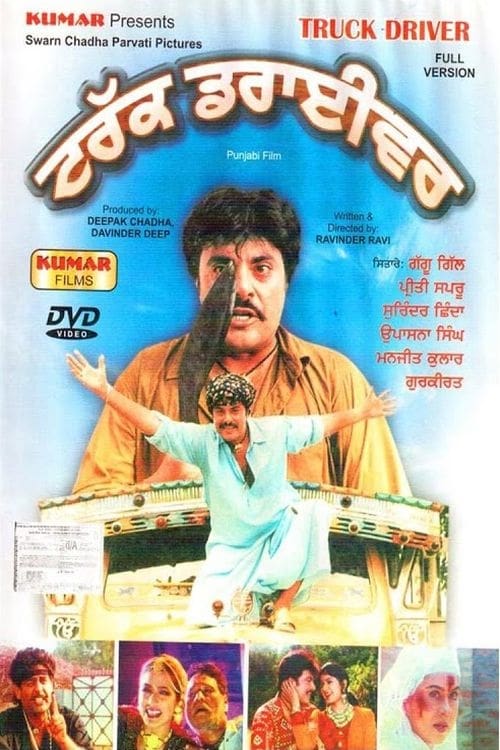 KUMAR Presents
Swarn Chadha Parvati Pictures
TRUCK DRIVER
FULL
VERSION
ਟਰੱਕ ਡਰਾਈਵਰ
Punjabi Film
Produced by:
DEEPAK CHADHA,
DAVINDER DEEP
Written &
Directed by:
RAVINDER RAVI
KUMAR
FILMS
DVD
VIDEO
ਸਿਤਾਰੇ: ਗੱਗੂ ਗਿੱਲ
ਪ੍ਰੀਤੀ ਸਪਰੂ
ਸੁਰਿੰਦਰ ਛਿੰਦਾ
ਉਪਾਸਨਾ ਸਿੰਘ
ਮਨਜੀਤ ਕੁਲਾਰ
ਗੁਰਕੀਰਤ
ੴ
ੴ